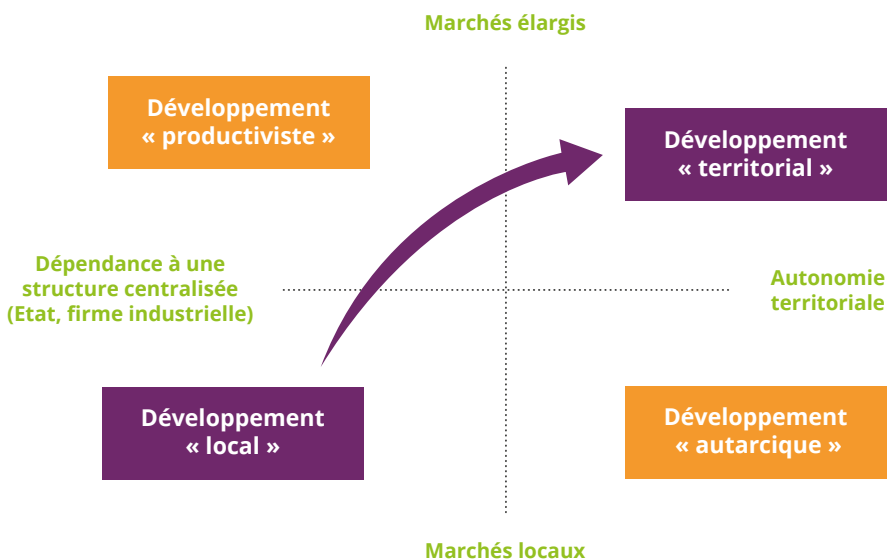 Marchés élargis
Développement
« productiviste »
Développement
« territorial »
Dépendance à une
structure centralisée
(Etat, firme industrielle)
Autonomie
territoriale
Développement
« local »
Développement
« autarcique »
Marchés locaux